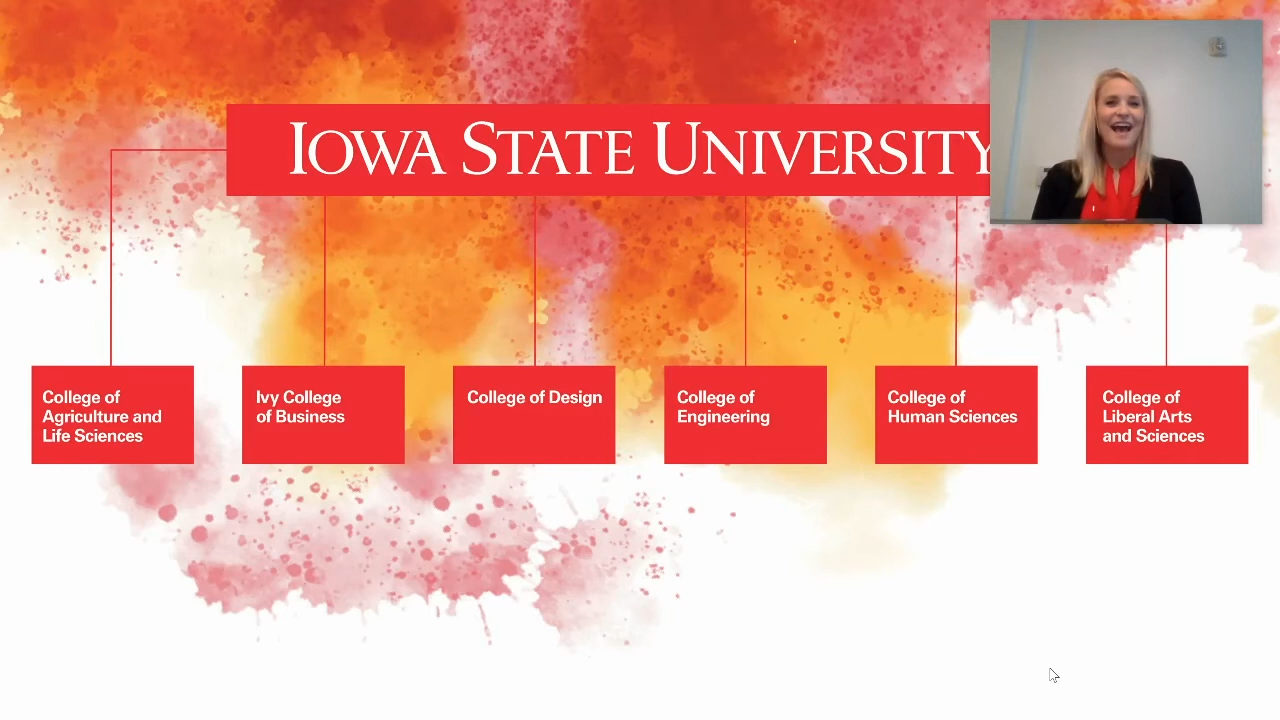 IOWA STATE UNIVERSITY
College of
Agriculture and
Life Sciences
Ivy College
of Business
College of Design
College of
Engineering
College of
Human Sciences
College of
Liberal Arts
and Sciences